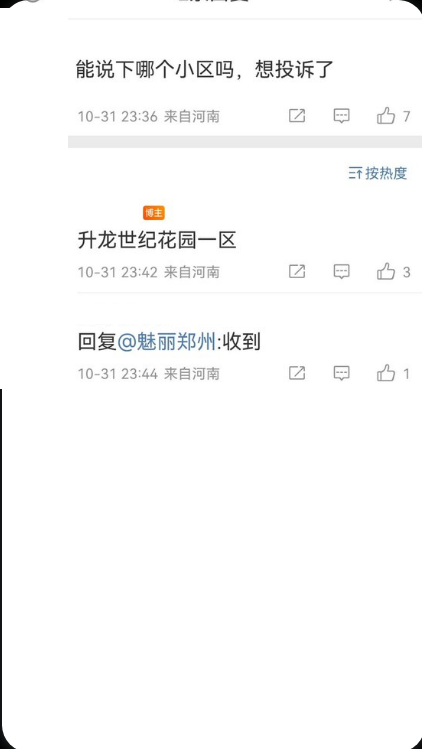 能说下哪个小区吗，想投诉了
10-31 23:36 来自河南 7
按热度
博主
升龙世纪花园一区
10-31 23:42 来自河南 3
回复@魅丽郑州:收到
10-31 23:44 来自河南 1